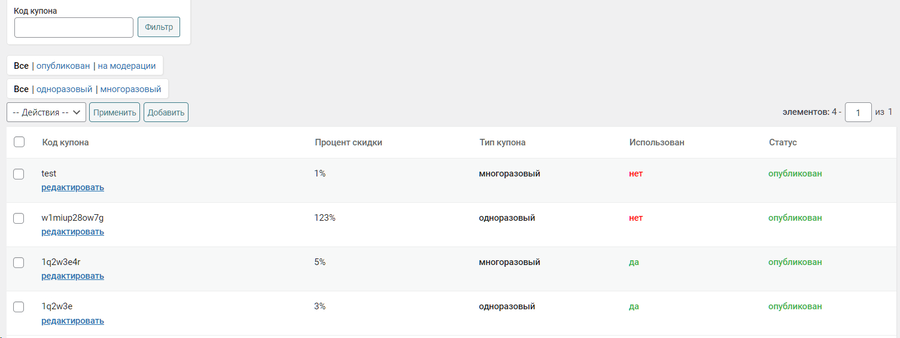 Код купона
Фильтр
Все | опубликован | на модерации
Все | одноразовый | многоразовый
-- Действия -- Применить Добавить элементов: 4 - 1 из 1
Код купона Процент скидки Тип купона Использован Статус
test 1% многоразовый нет опубликован
редактировать
w1miup28ow7g 123% одноразовый нет опубликован
редактировать
1q2w3e4r 5% многоразовый да опубликован
редактировать
1q2w3e 3% одноразовый да опубликован
редактировать